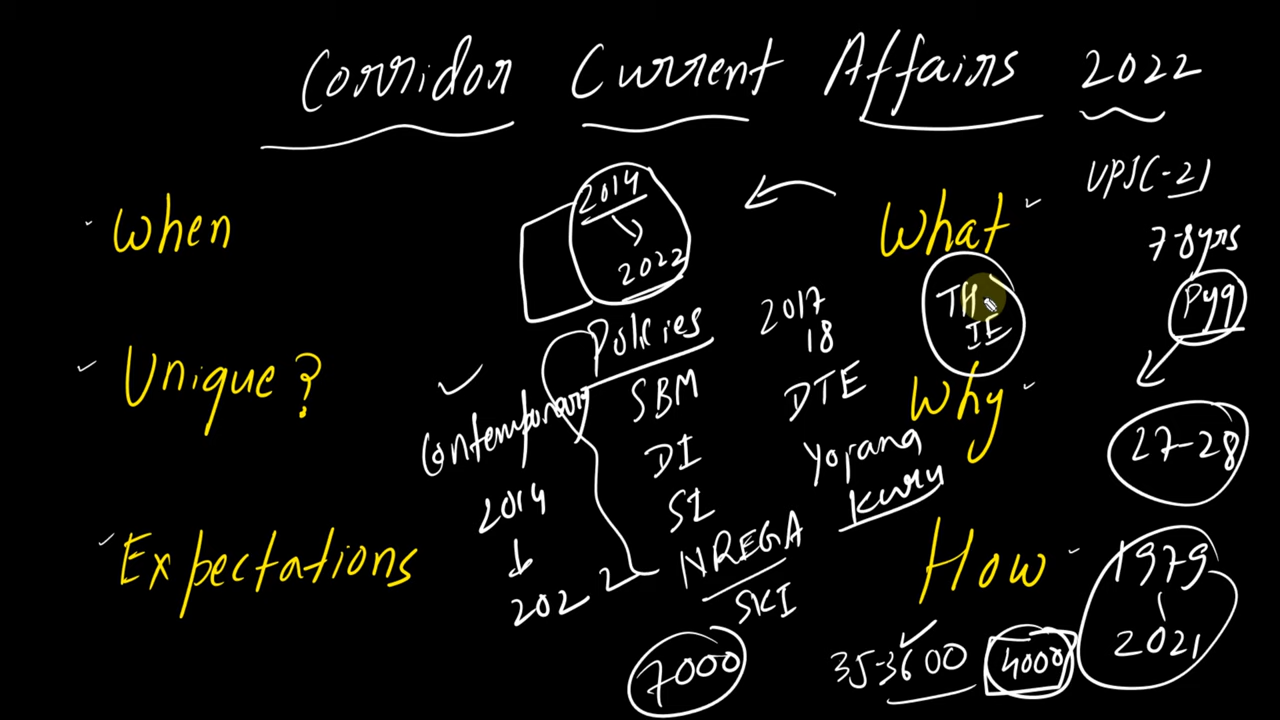 Corridor Current Affairs 2022
When
Unique?
Expectations
2014
2022
Policies
SBM
DI
SI
NREGA
SKI
Contemporary
2014
2022
7000
2017
18
DTE
Yojana
Kuru
What
TH
IE
Why
How
35-3600
4000
UPSC-21
7-8yrs
Pyq
27-28
1979
2021